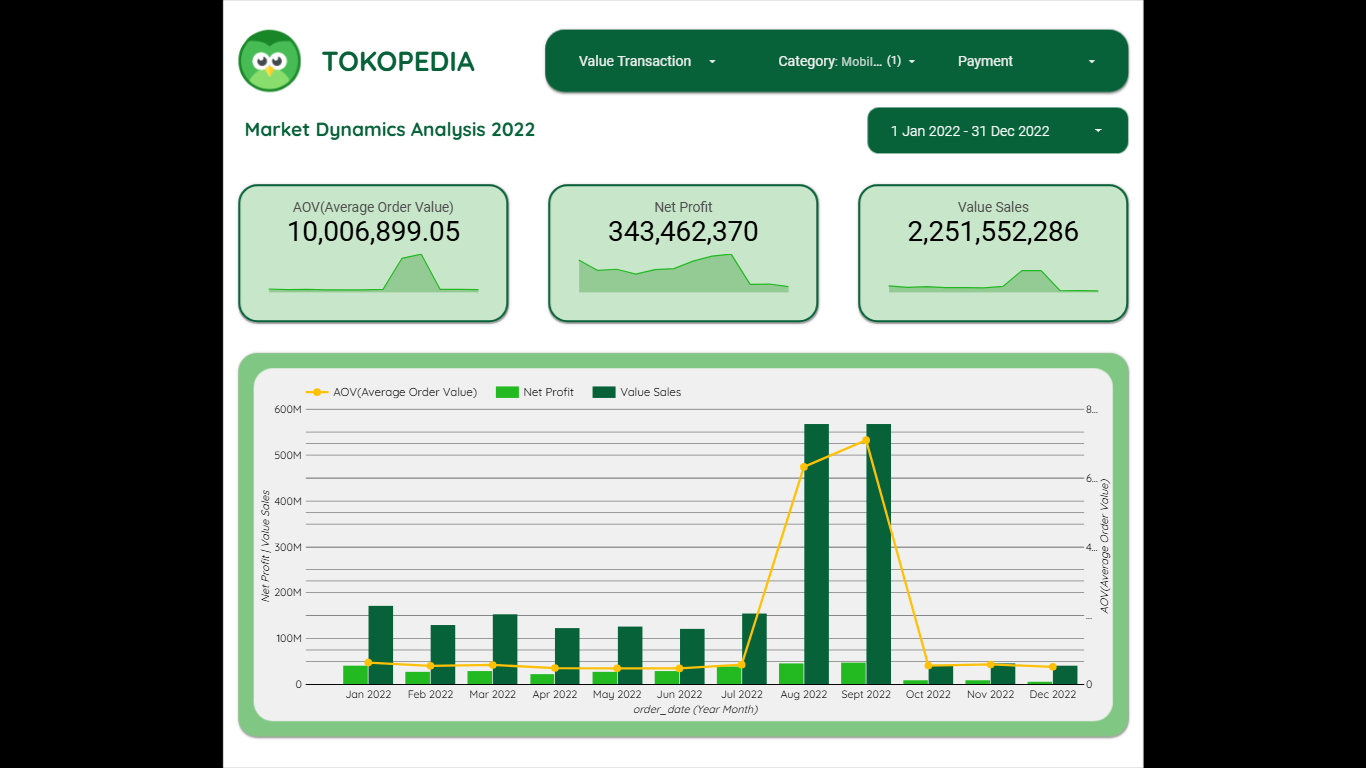 TOKOPEDIA
Value Transaction
Category: Mobil... (1)
Payment
Market Dynamics Analysis 2022
1 Jan 2022 - 31 Dec 2022
AOV(Average Order Value)
10,006,899.05
Net Profit
343,462,370
Value Sales
2,251,552,286
AOV(Average Order Value)
Net Profit
Value Sales
600M
500M
400M
300M
200M
100M
0
Net Profit | Value Sales
8...
6...
4...
...
0
AOV(Average Order Value)
Jan 2022
Feb 2022
Mar 2022
Apr 2022
May 2022
Jun 2022
Jul 2022
Aug 2022
Sept 2022
Oct 2022
Nov 2022
Dec 2022
order_date (Year Month)